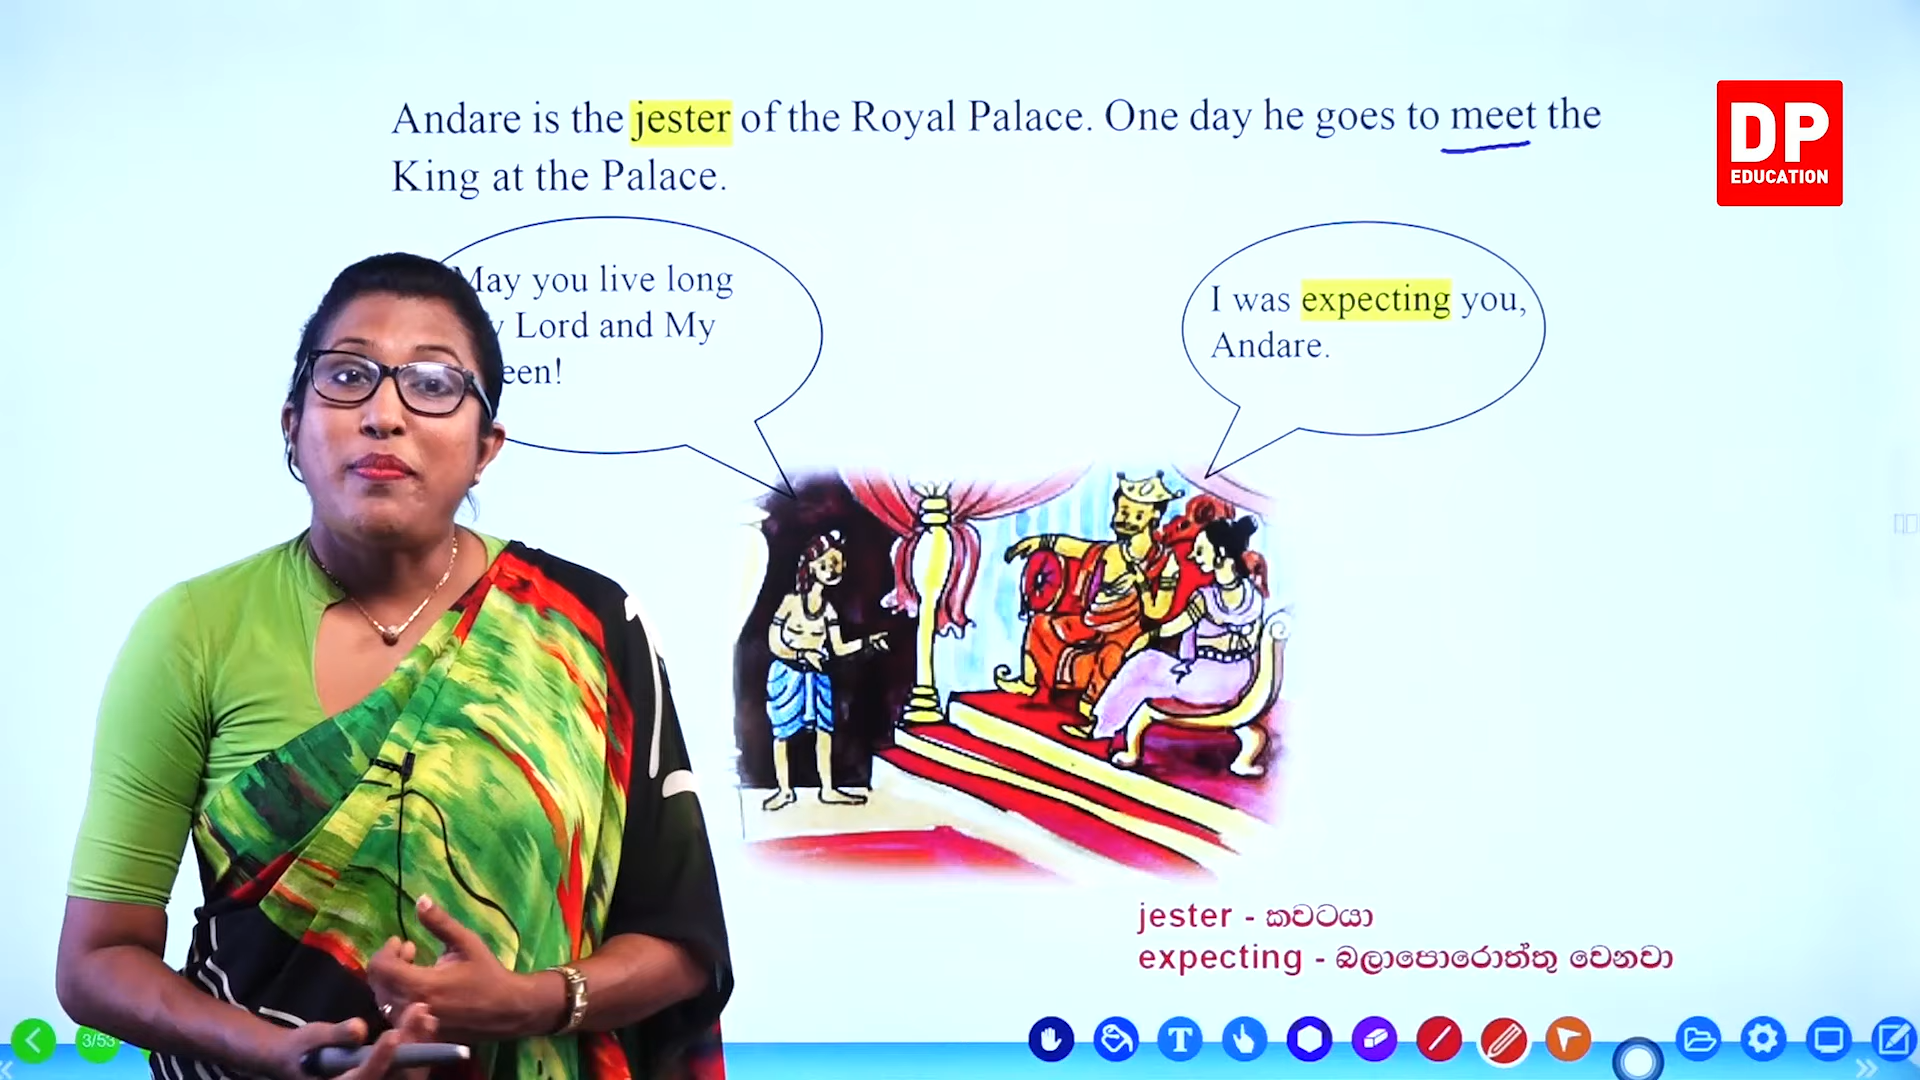 Andare is the jester of the Royal Palace. One day he goes to meet the
King at the Palace.
DP
EDUCATION
May you live long
Lord and My
I was expecting you,
Andare.
jester - කවටයා
expecting - බලාපොරොත්තු වෙනවා
3/53
T